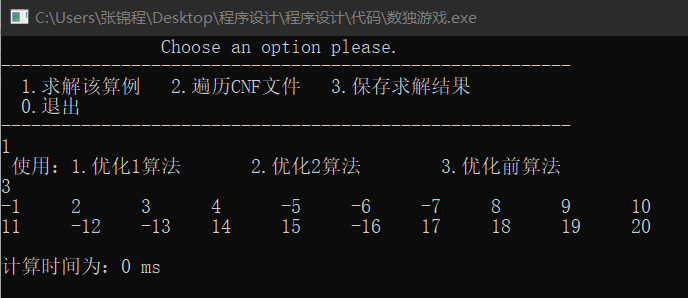 C:\Users\张锦程\Desktop\程序设计\程序设计\代码\数独游戏.exe
Choose an option please.
---------------------------------------------------------
1.求解该算例 2.遍历CNF文件 3.保存求解结果
0.退出
---------------------------------------------------------
1
使用: 1.优化1算法 2.优化2算法 3.优化前算法
3
-1 2 3 4 -5 -6 -7 8 9 10
11 -12 -13 14 15 -16 17 18 19 20
计算时间为: 0 ms